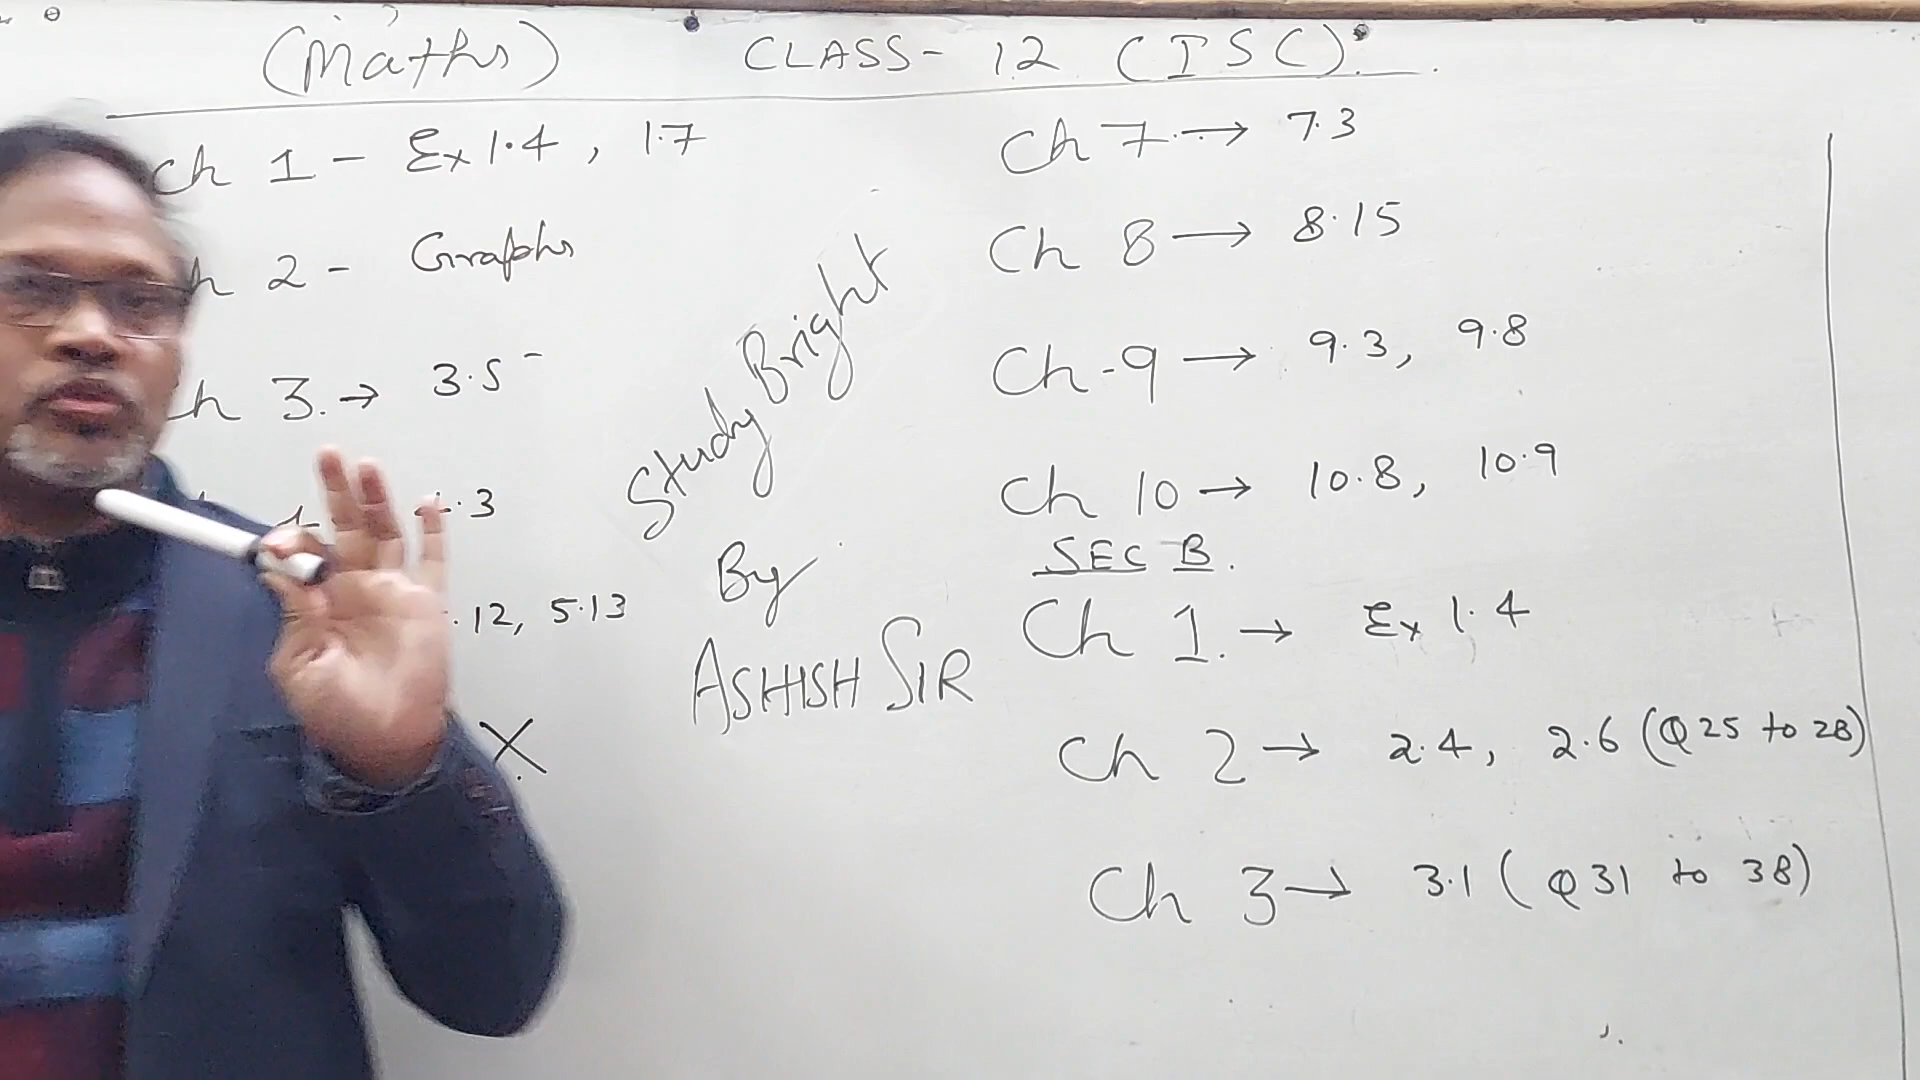 (Maths) CLASS-12 (ISC)
ch 1 - Ex 1.4, 1.7
h 2 - Graphs
h 3. → 3.5
4.3
.12, 5.13
X
Study Bright
By
ASHISH SIR
Ch 7 → 7.3
Ch 8 → 8.15
Ch-9 → 9.3, 9.8
Ch 10 → 10.8, 10.9
SEC B.
Ch 1. → Ex 1.4
Ch 2 → 2.4, 2.6 (Q 25 to 28)
Ch 3 → 3.1 (Q 31 to 38)